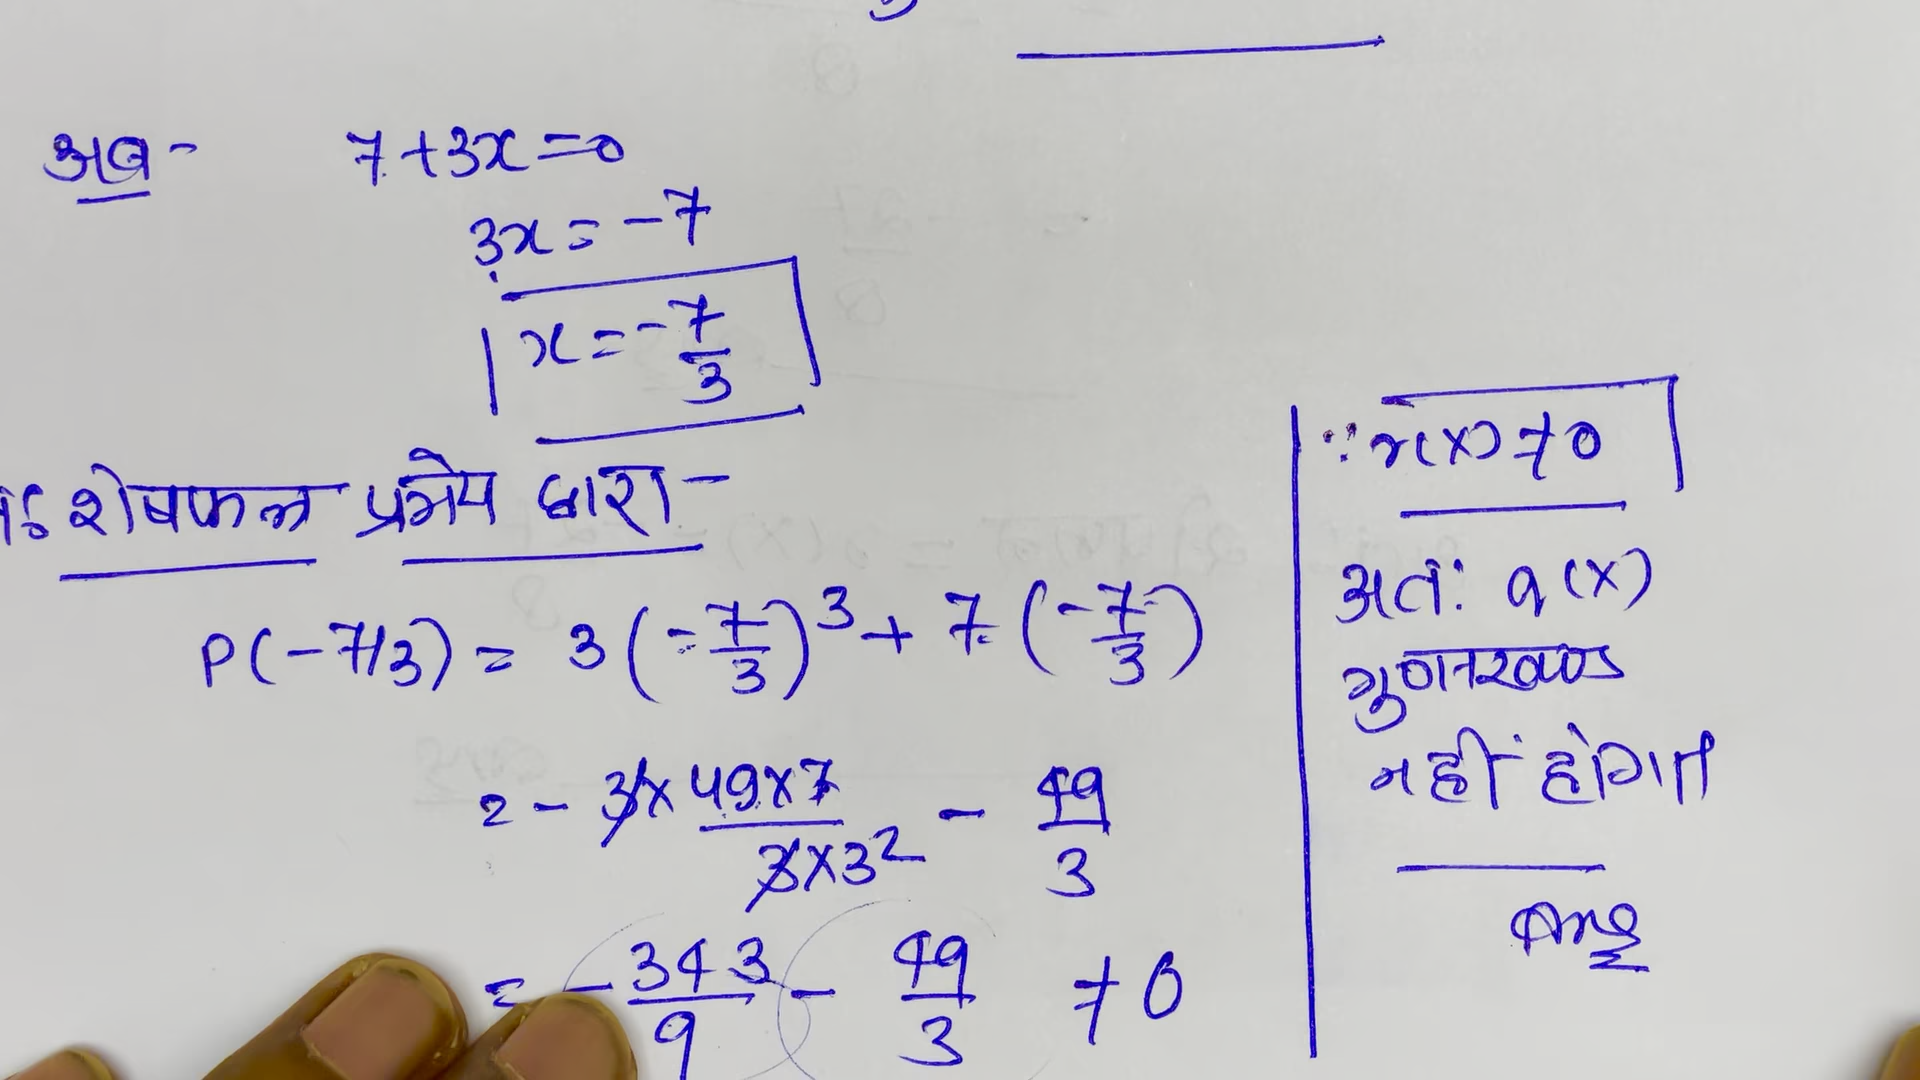 अब- 7+3x=0
3x=-7
x=-7/3
शेषफल प्रमेय द्वारा-
P(-7/3) = 3(-7/3)³ + 7.(-7/3)
= - 3×49×7/3×3² - 49/3
= -343/9 - 49/3 ≠ 0
∵ r(x) ≠ 0
अतः q(x)
गुणनखण्ड
नहीं होगा
Ans